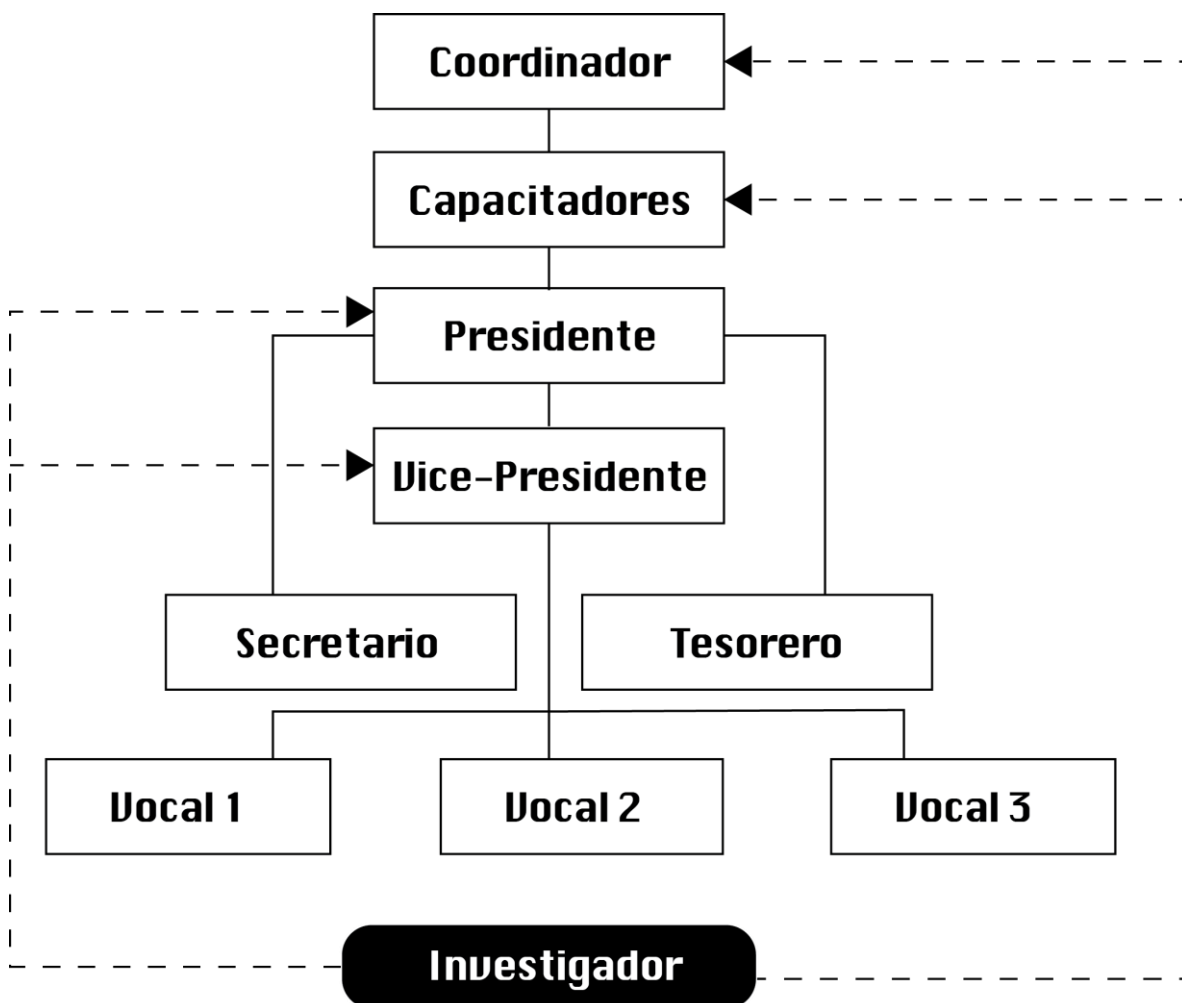 Coordinador
Capacitadores
Presidente
Vice-Presidente
Secretario
Tesorero
Vocal 1
Vocal 2
Vocal 3
Investigador